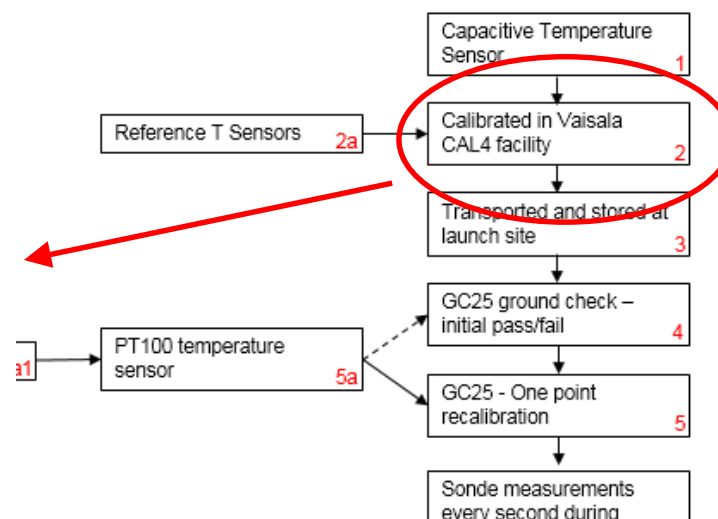 Capacitive Temperature
Sensor
1
Reference T Sensors
2a
Calibrated in Vaisala
CAL4 facility
2
Transported and stored at
launch site
3
GC25 ground check –
initial pass/fail
4
a1
PT100 temperature
sensor
5a
GC25 - One point
recalibration
5
Sonde measurements
every second during